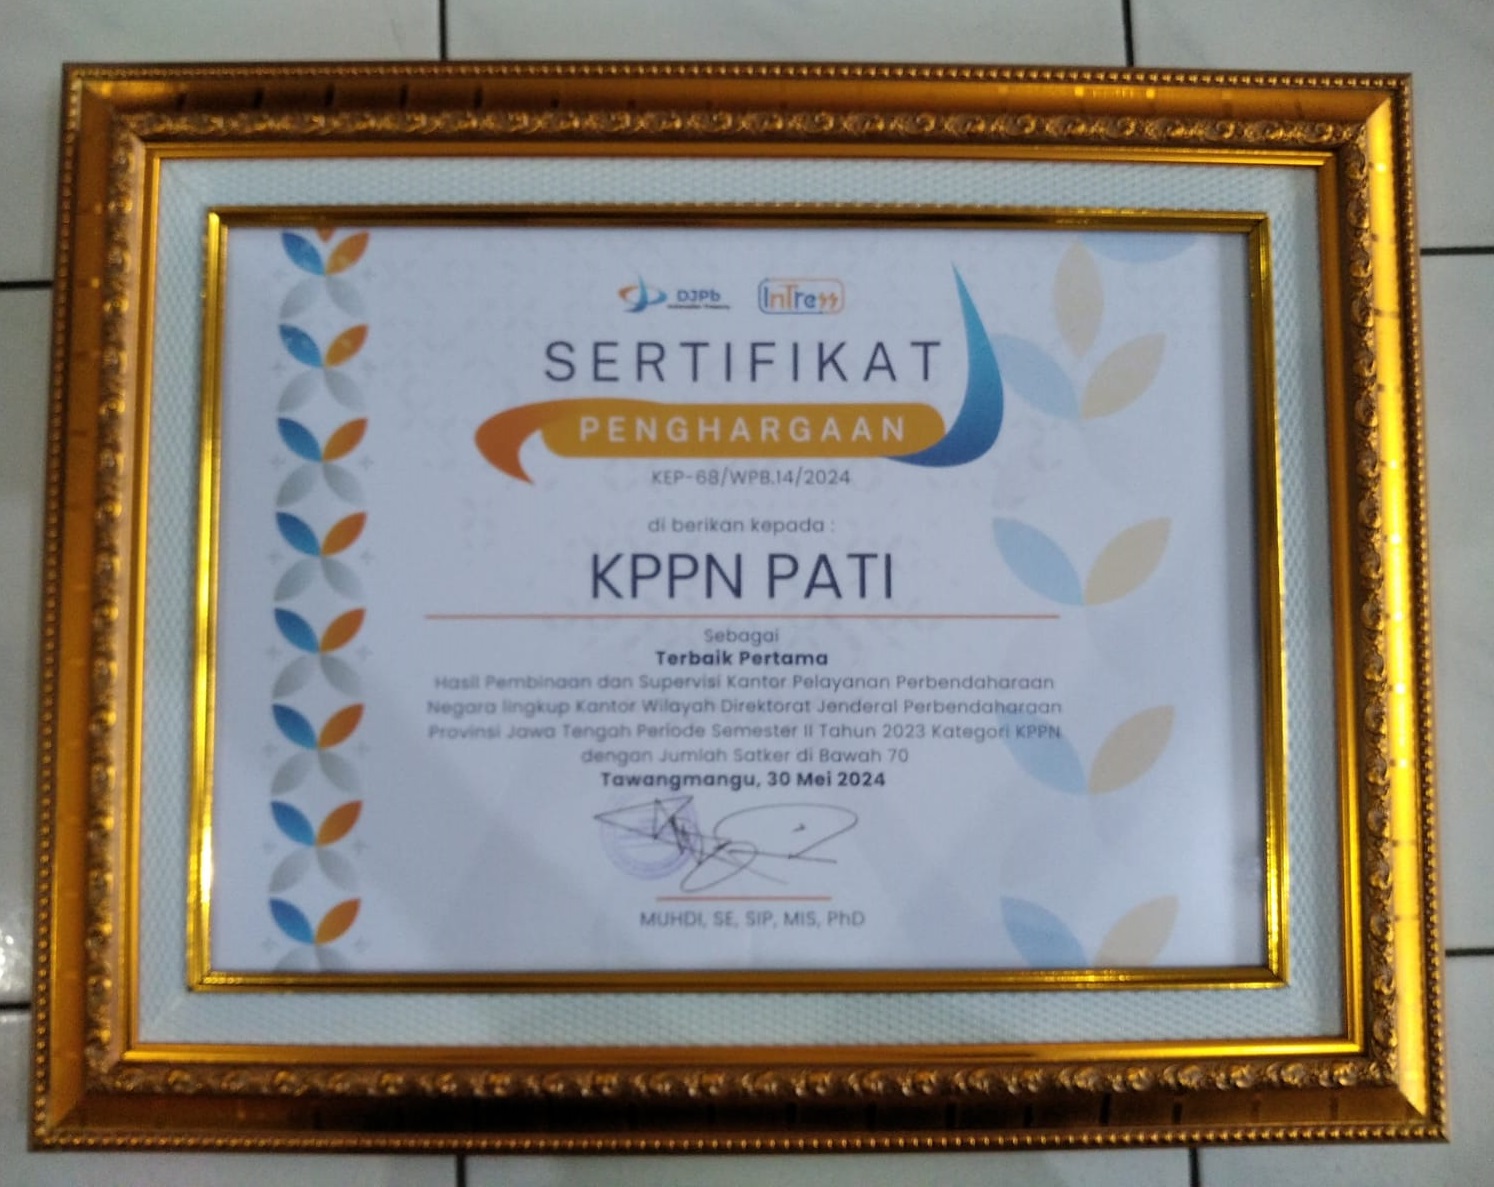 DJPb
InTress
SERTIFIKAT
PENGHARGAAN
KEP-68/WPB.14/2024
di berikan kepada :
KPPN PATI
Sebagai
Terbaik Pertama
Hasil Pembinaan dan Supervisi Kantor Pelayanan Perbendaharaan
Negara lingkup Kantor Wilayah Direktorat Jenderal Perbendaharaan
Provinsi Jawa Tengah Periode Semester II Tahun 2023 Kategori KPPN
dengan Jumlah Satker di Bawah 70
Tawangmangu, 30 Mei 2024
MUHDI, SE, SIP, MIS, PhD